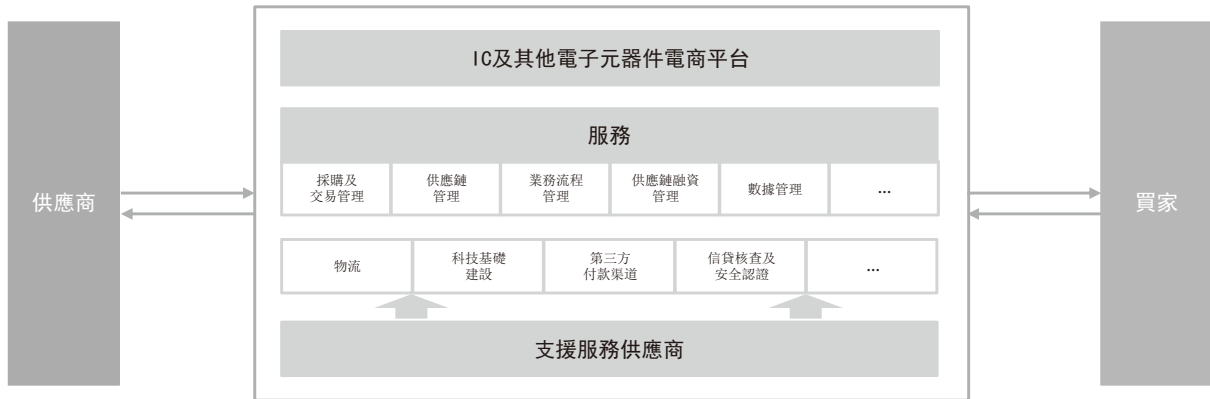 IC及其他電子元器件電商平台
服務
採購及
交易管理
供應鏈
管理
業務流程
管理
供應鏈融資
管理
數據管理
...
供應商
買家
物流
科技基礎
建設
第三方
付款渠道
信貸核查及
安全認證
...
支援服務供應商